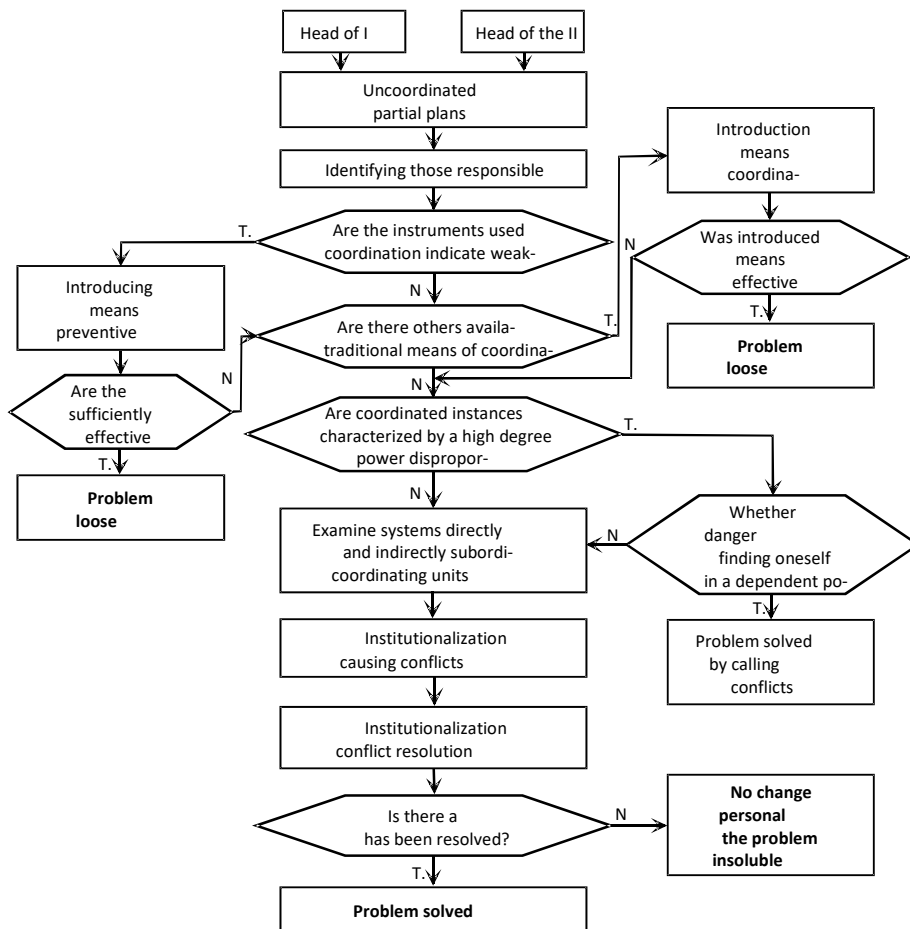 Head of I
Head of the II
Uncoordinated
partial plans
Introduction
means
coordina-
Identifying those responsible
T.
Are the instruments used
coordination indicate weak-
N
Was introduced
means
effective
Introducing
means
preventive
N
T.
Are there others availa-
traditional means of coordina-
T.
Problem
loose
N
N
Are the
sufficiently
effective
Are coordinated instances
characterized by a high degree
power dispropor-
T.
T.
Problem
loose
N
Whether
danger
finding oneself
in a dependent po-
N
Examine systems directly
and indirectly subordi-
coordinating units
T.
Institutionalization
causing conflicts
Problem solved
by calling
conflicts
Institutionalization
conflict resolution
Is there a
has been resolved?
N
No change
personal
the problem
insoluble
T.
Problem solved